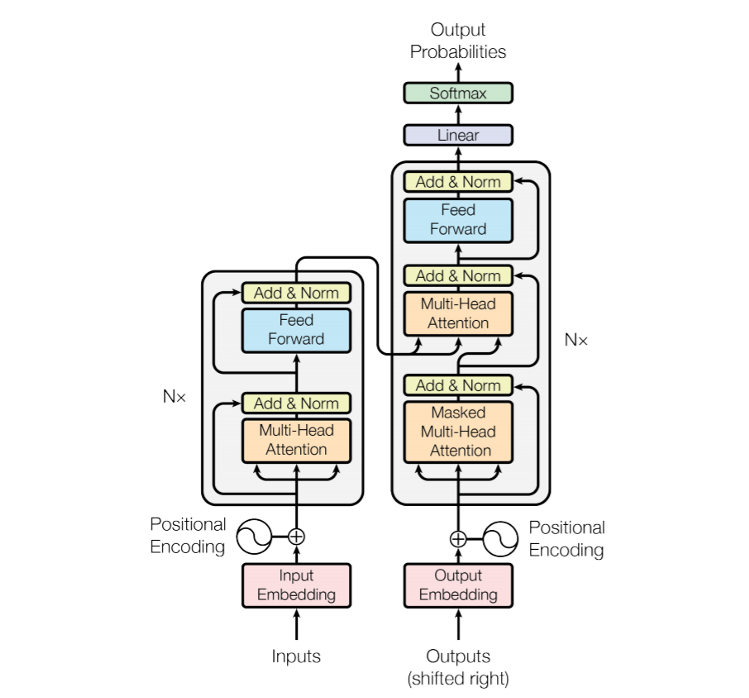 Output
Probabilities
Softmax
Linear
Add & Norm
Feed
Forward
Add & Norm
Multi-Head
Attention
Add & Norm
Masked
Multi-Head
Attention
N×
Positional
Encoding
Output
Embedding
Outputs
(shifted right)
Add & Norm
Feed
Forward
Add & Norm
Multi-Head
Attention
N×
Positional
Encoding
Input
Embedding
Inputs